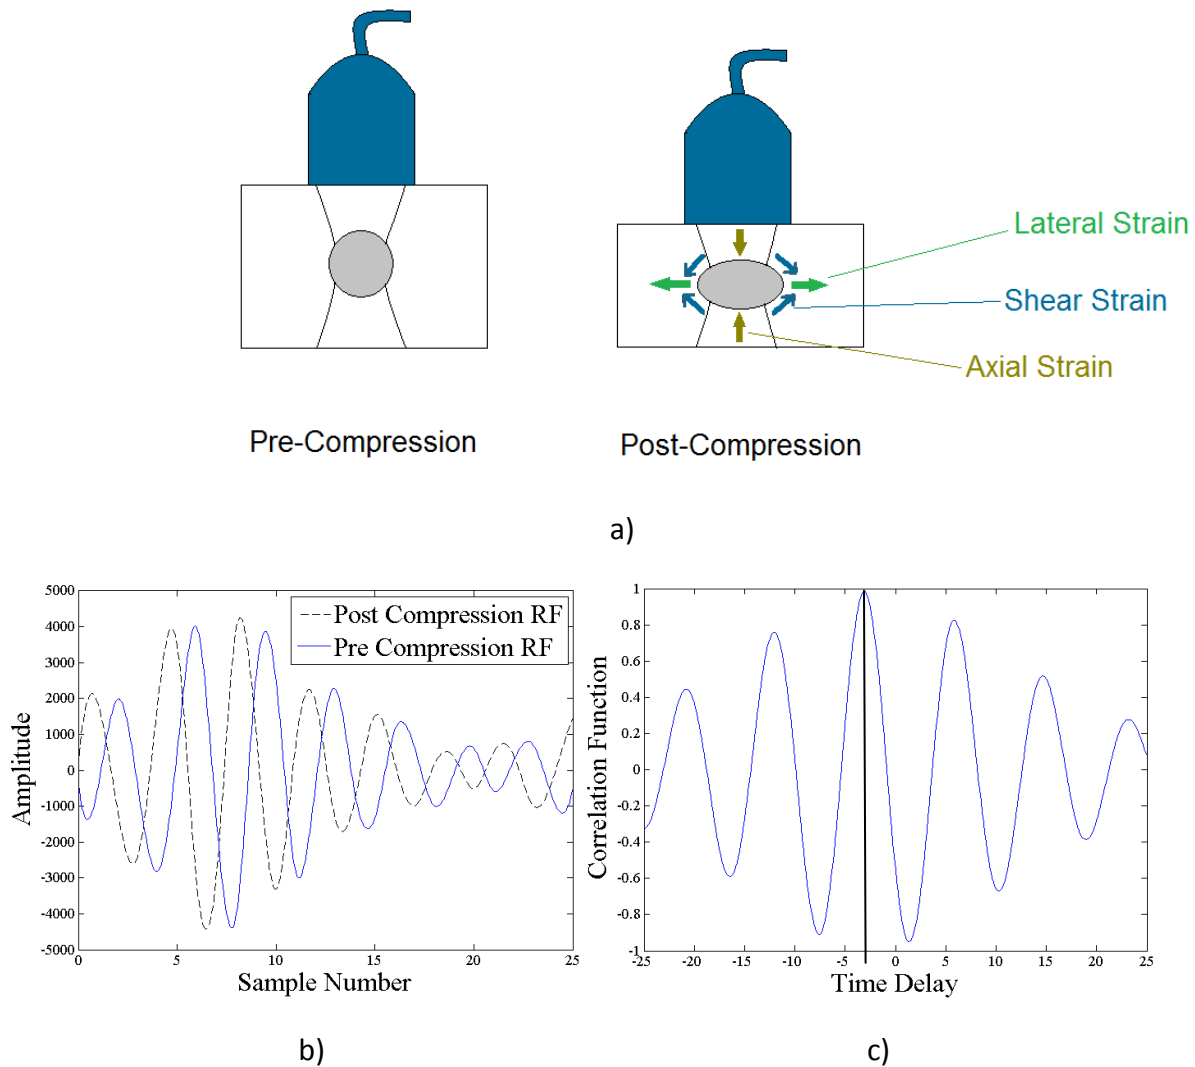 Lateral Strain
Shear Strain
Axial Strain
Pre-Compression
Post-Compression
a)
5000
4000
3000
2000
1000
0
-1000
-2000
-3000
-4000
-5000
Amplitude
Post Compression RF
Pre Compression RF
0 5 10 15 20 25
Sample Number
b)
1
0.8
0.6
0.4
0.2
0
-0.2
-0.4
-0.6
-0.8
-1
Correlation Function
-25 -20 -15 -10 -5 0 5 10 15 20 25
Time Delay
c)